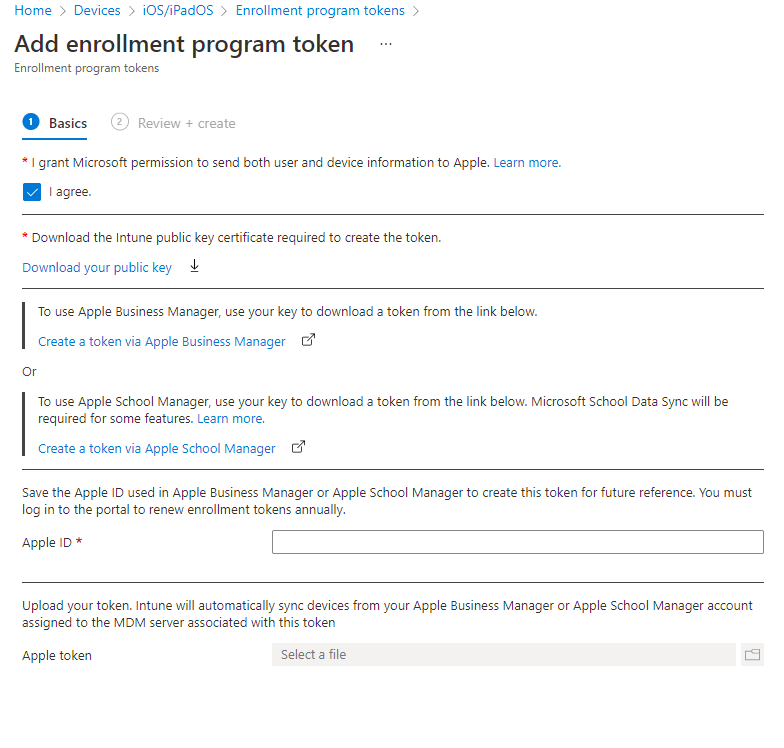 Home > Devices > iOS/iPadOS > Enrollment program tokens >
Add enrollment program token ...
Enrollment program tokens
1 Basics 2 Review + create
* I grant Microsoft permission to send both user and device information to Apple. Learn more.
I agree.
* Download the Intune public key certificate required to create the token.
Download your public key
To use Apple Business Manager, use your key to download a token from the link below.
Create a token via Apple Business Manager
Or
To use Apple School Manager, use your key to download a token from the link below. Microsoft School Data Sync will be
required for some features. Learn more.
Create a token via Apple School Manager
Save the Apple ID used in Apple Business Manager or Apple School Manager to create this token for future reference. You must
log in to the portal to renew enrollment tokens annually.
Apple ID *
Upload your token. Intune will automatically sync devices from your Apple Business Manager or Apple School Manager account
assigned to the MDM server associated with this token
Apple token Select a file